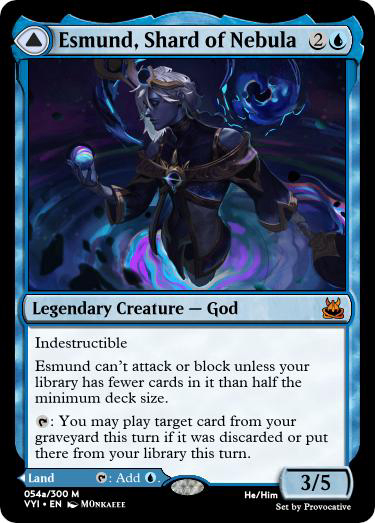 Esmund, Shard of Nebula 2
Legendary Creature — God
Indestructible
Esmund can't attack or block unless your
library has fewer cards in it than half the
minimum deck size.
: You may play target card from your
graveyard this turn if it was discarded or put
there from your library this turn.
Land : Add .
3/5
054a/300 M
VYI • EN M0NKAEEE
He/Him
Set by Provocative